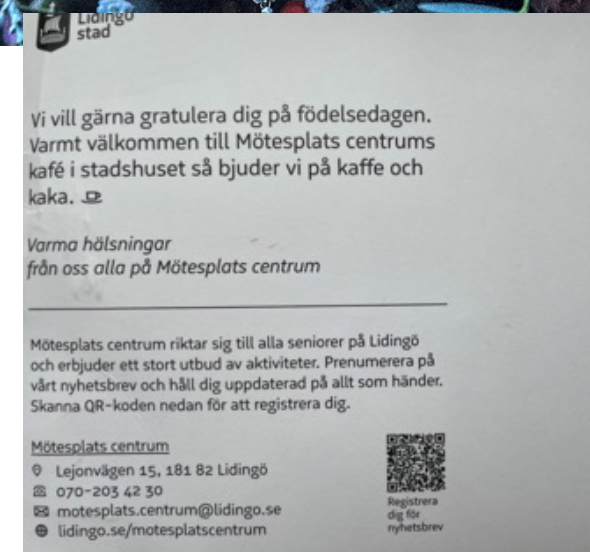 Lidingö
stad
Vi vill gärna gratulera dig på födelsedagen.
Varmt välkommen till Mötesplats centrums
kafé i stadshuset så bjuder vi på kaffe och
kaka.
Varma hälsningar
från oss alla på Mötesplats centrum
Mötesplats centrum riktar sig till alla seniorer på Lidingö
och erbjuder ett stort utbud av aktiviteter. Prenumerera på
vårt nyhetsbrev och håll dig uppdaterad på allt som händer.
Skanna QR-koden nedan för att registrera dig.
Mötesplats centrum
Lejonvägen 15, 181 82 Lidingö
070-203 42 30
motesplats.centrum@lidingo.se
lidingo.se/motesplatscentrum
Registrera
dig för
nyhetsbrev